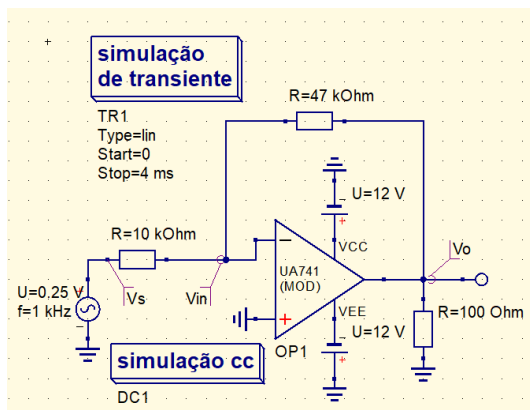 simulação
de transiente
TR1
Type=lin
Start=0
Stop=4 ms
R=47 kOhm
U=12 V
R=10 kOhm
VCC
UA741
(MOD)
Vo
U=0,25 V
f=1 kHz
Vs
Vin
VEE
U=12 V
R=100 Ohm
OP1
simulação cc
DC1